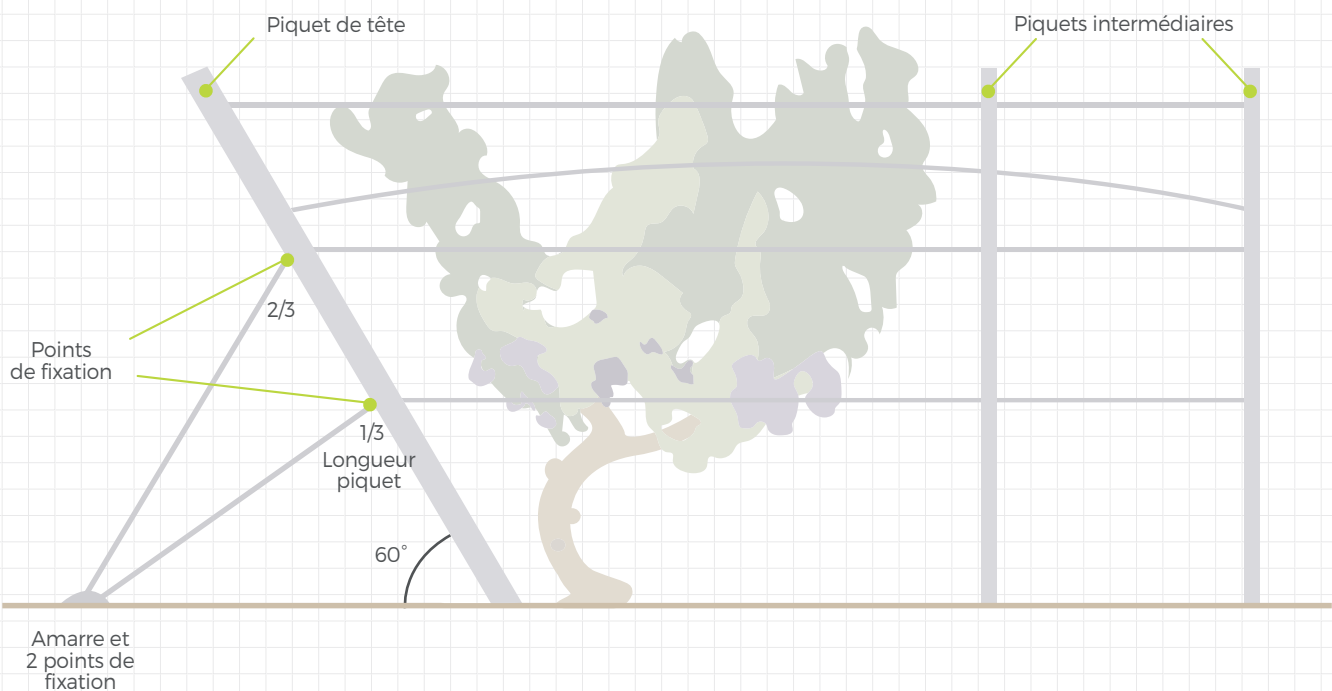 Piquet de tête
Piquets intermédiaires
2/3
Points
de fixation
1/3
Longueur
piquet
60°
Amarre et
2 points de
fixation